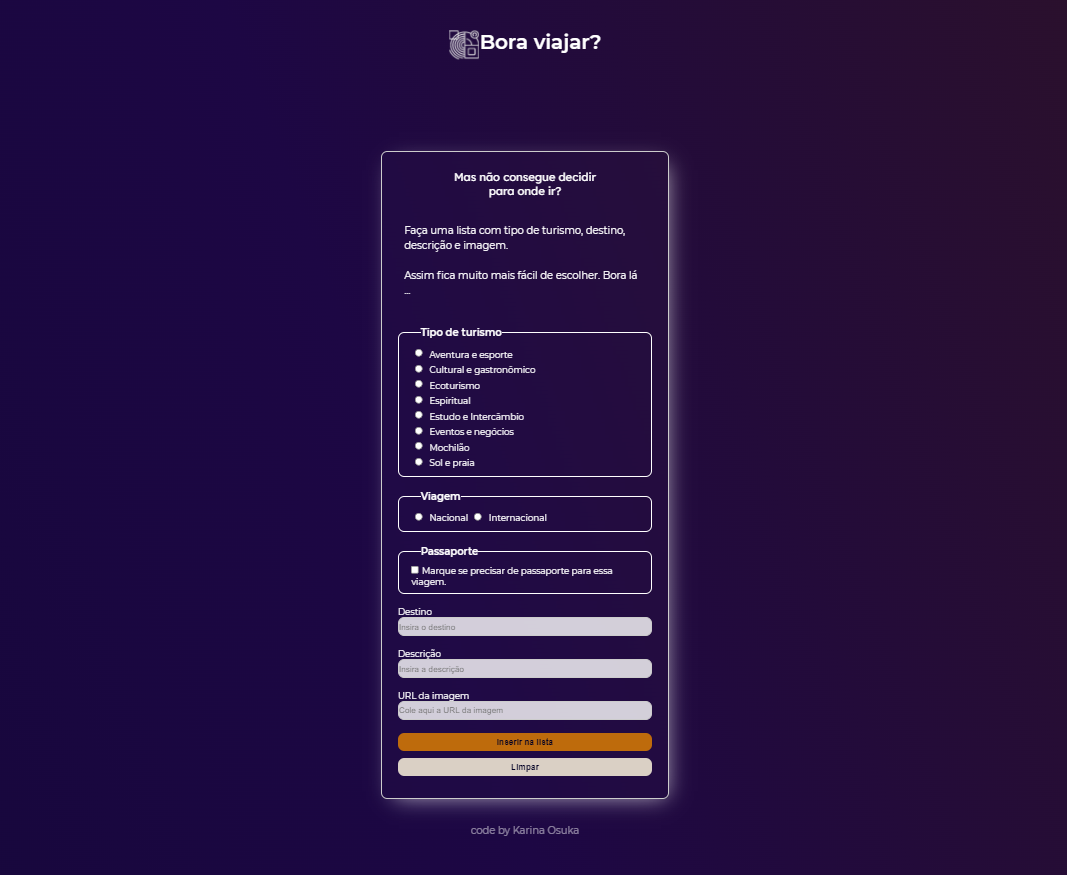 Bora viajar?
Mas não consegue decidir
para onde ir?
Faça uma lista com tipo de turismo, destino,
descrição e imagem.
Assim fica muito mais fácil de escolher. Bora lá
...
Tipo de turismo
Aventura e esporte
Cultural e gastronômico
Ecoturismo
Espiritual
Estudo e Intercâmbio
Eventos e negócios
Mochilão
Sol e praia
Viagem
Nacional Internacional
Passaporte
Marque se precisar de passaporte para essa
viagem.
Destino
Insira o destino
Descrição
Insira a descrição
URL da imagem
Cole aqui a URL da imagem
Inserir na lista
Limpar
code by Karina Osuka